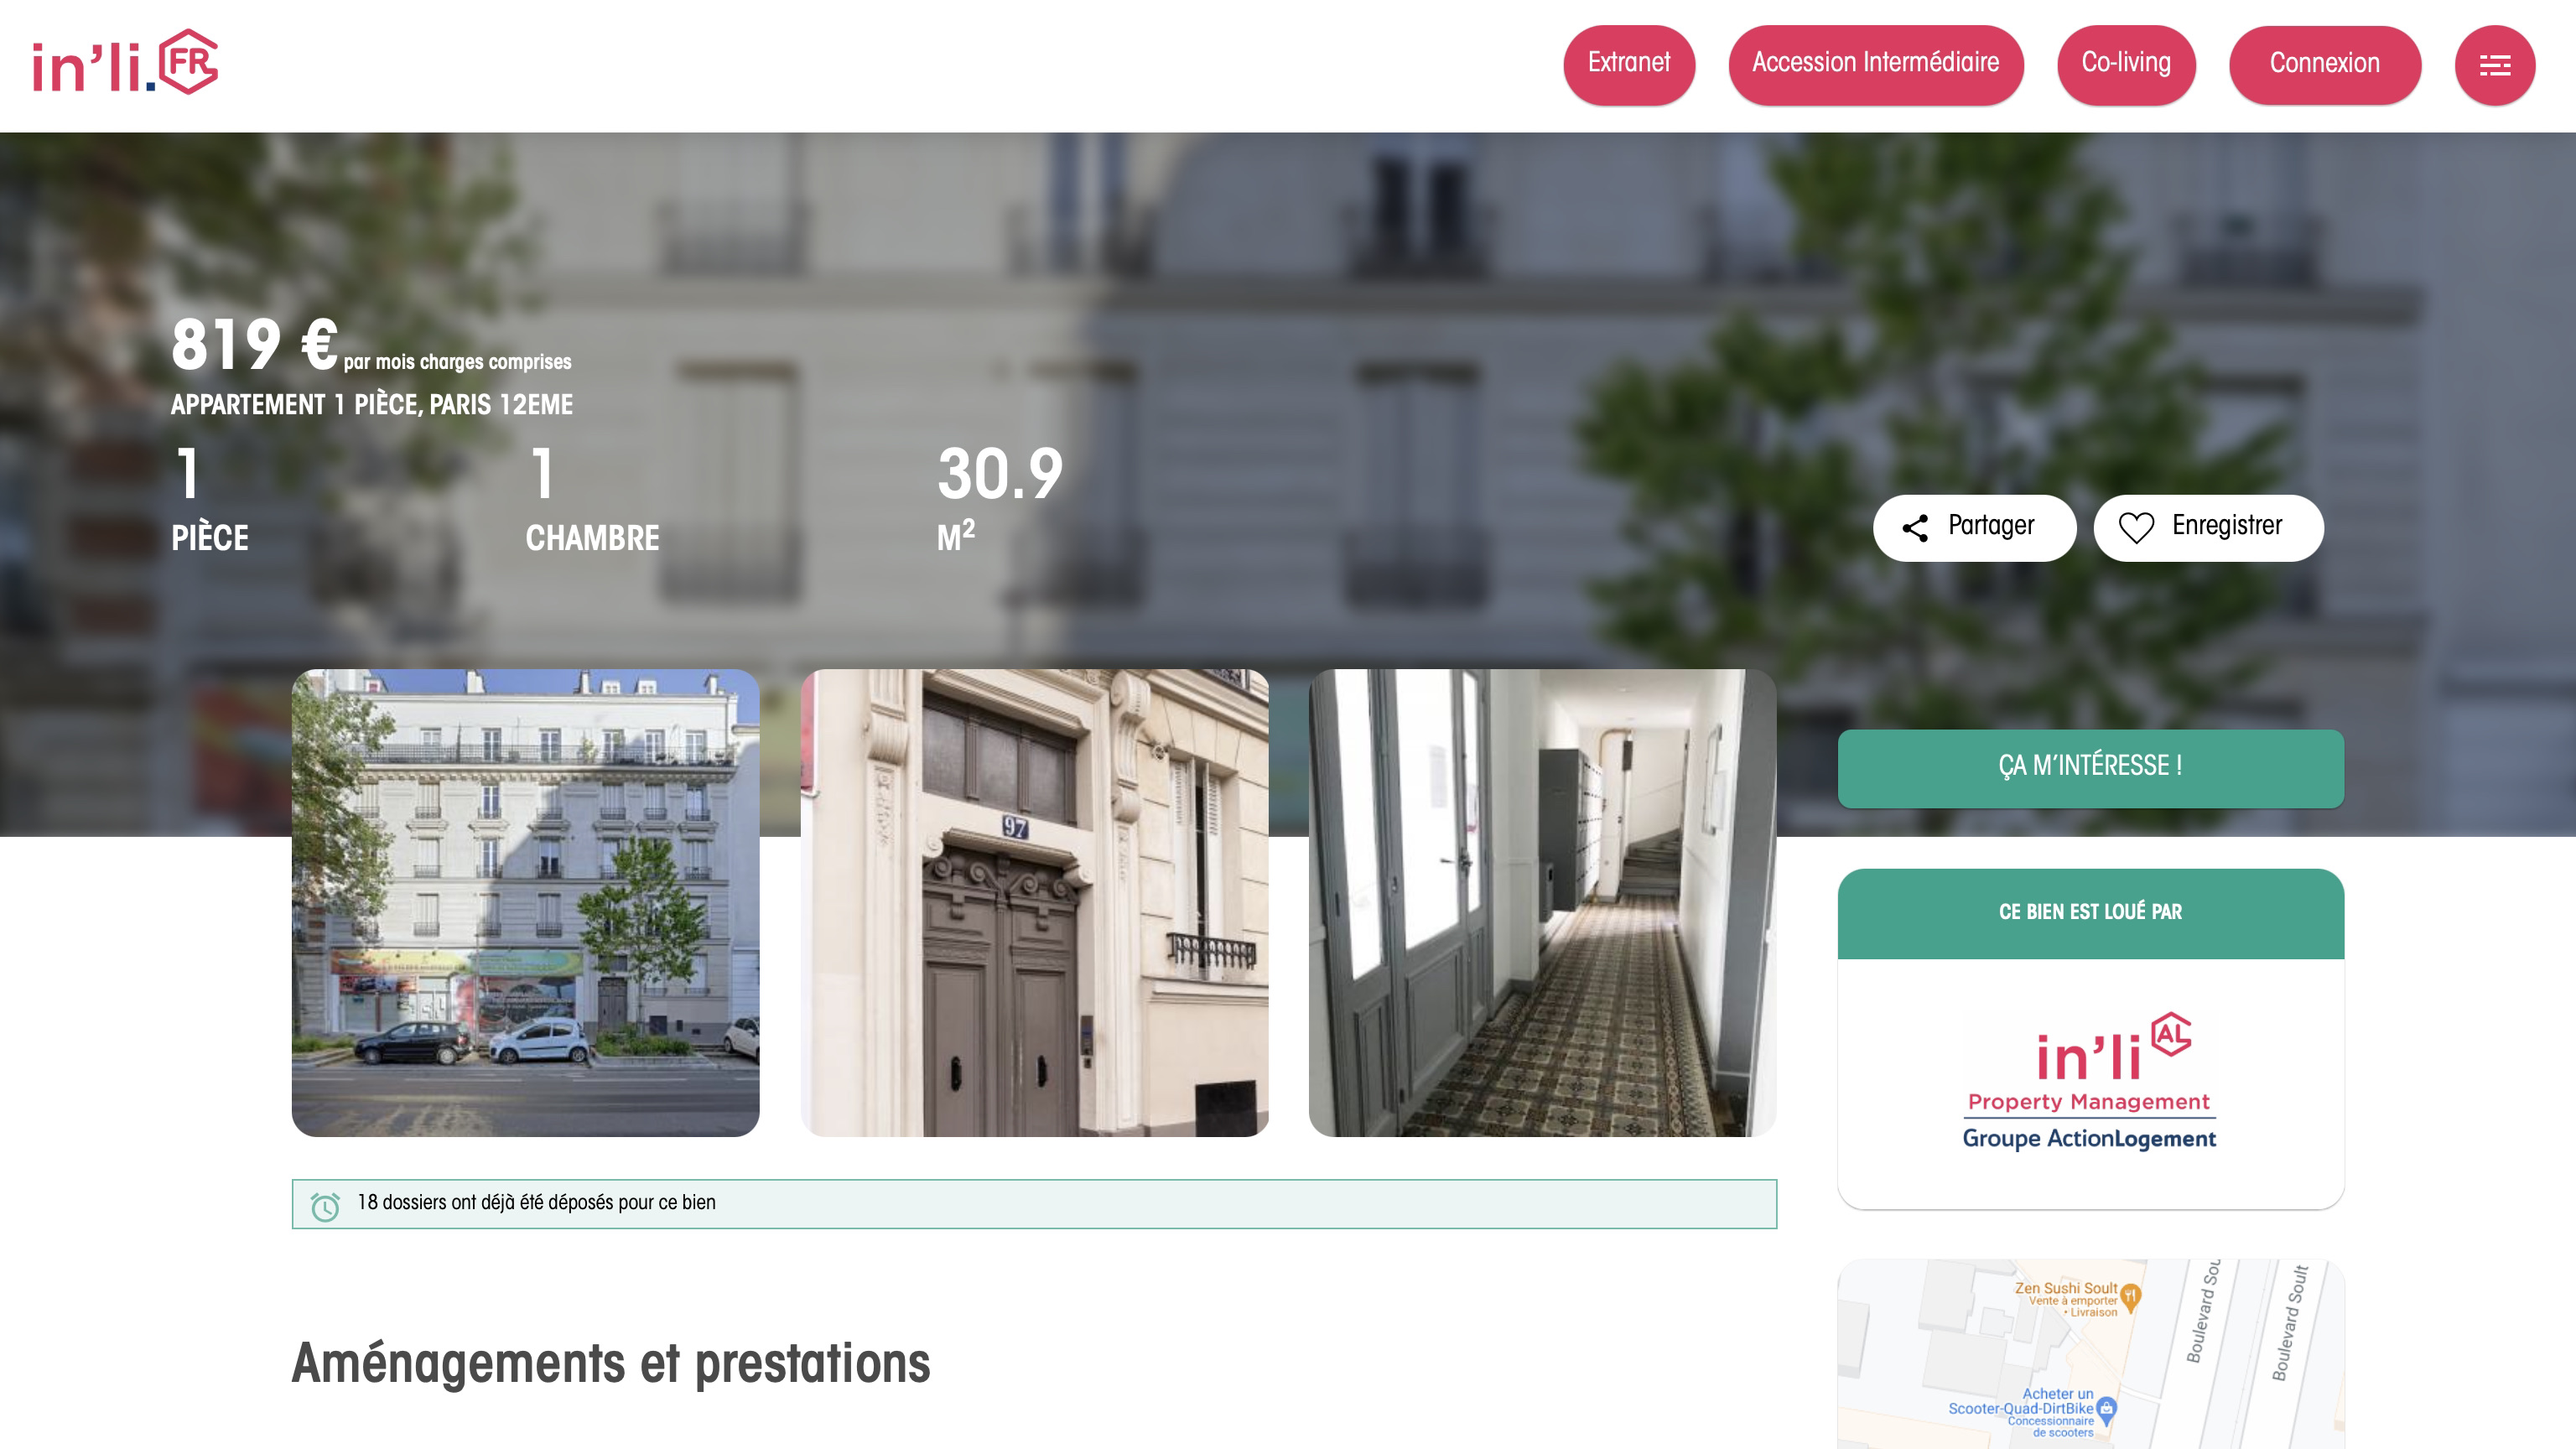 in'li. FR
Extranet
Accession Intermédiaire
Co-living
Connexion
819 € par mois charges comprises
APPARTEMENT 1 PIÈCE, PARIS 12EME
1
PIÈCE
1
CHAMBRE
30.9
M²
Partager
Enregistrer
97
ÇA M'INTÉRESSE !
CE BIEN EST LOUÉ PAR
in'li AL
Property Management
Groupe ActionLogement
18 dossiers ont déjà été déposés pour ce bien
Aménagements et prestations
Zen Sushi Soult
Vente à emporter
• Livraison
Boulevard Sou
Boulevard Soult
Acheter un
Scooter-Quad-DirtBike
Concessionnaire
de scooters